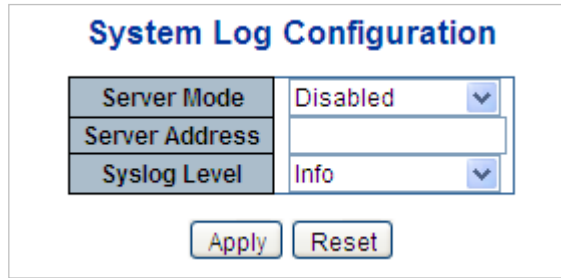 System Log Configuration
Server Mode Disabled
Server Address
Syslog Level Info
Apply Reset